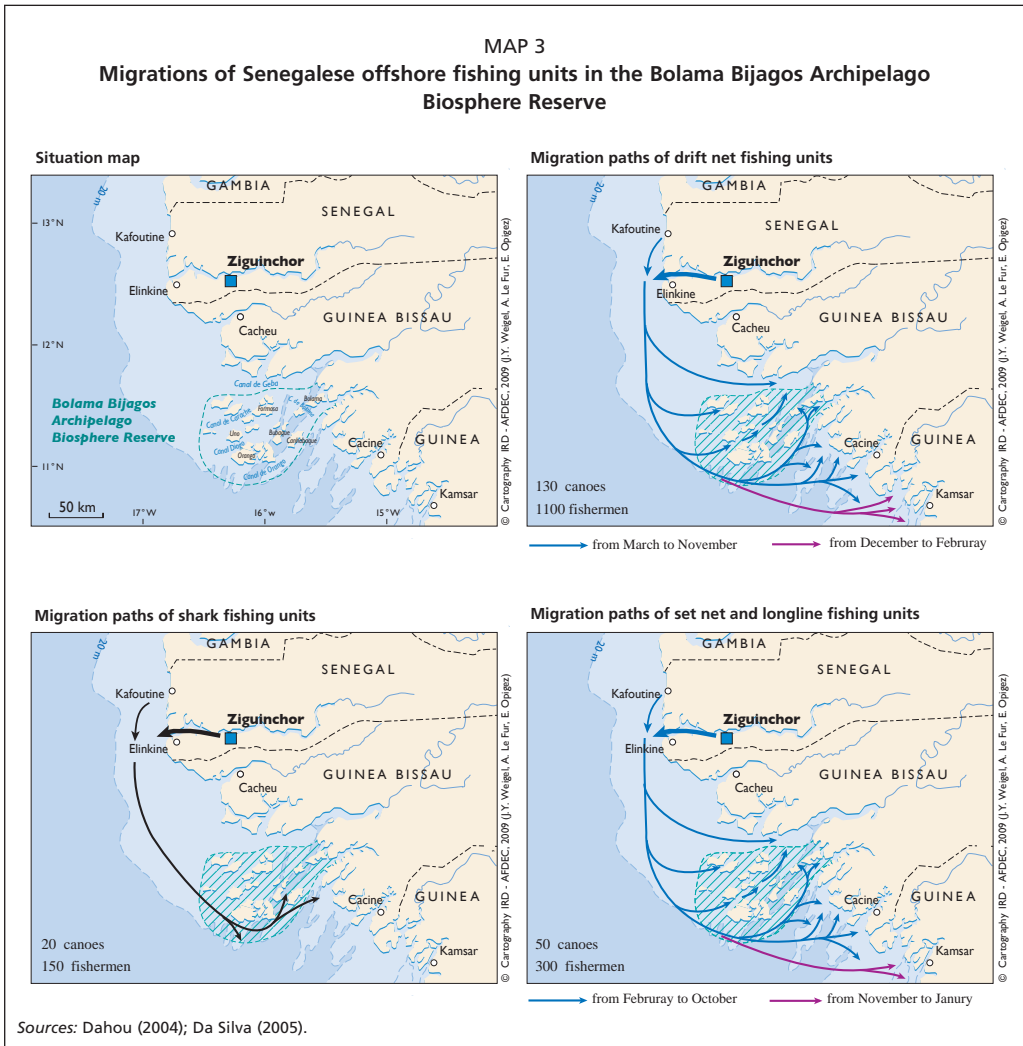 MAP 3
Migrations of Senegalese offshore fishing units in the Bolama Bijagos Archipelago
Biosphere Reserve
Situation map
20 m
GAMBIA
13°N
SENEGAL
Kafoutine
Ziguinchor
Elinkine
GUINEA BISSAU
Cacheu
12°N
Canal de Geba
Bolama Bijagos
Archipelago
Biosphere Reserve
Formosa
Bolama
Uno
Bubaque
Canal Diogo
Orango
Canal de Orango
Cacine
GUINEA
11°N
Kamsar
50 km
17°W
16°W
15°W
© Cartography IRD - AFDEC, 2009 (J.Y. Weigel, A. Le Fur, E. Opigez)
Migration paths of drift net fishing units
20 m
GAMBIA
SENEGAL
Kafoutine
Ziguinchor
Elinkine
GUINEA BISSAU
Cacheu
Cacine
GUINEA
Kamsar
130 canoes
1100 fishermen
© Cartography IRD - AFDEC, 2009 (J.Y. Weigel, A. Le Fur, E. Opigez)
from March to November
from December to Februray
Migration paths of shark fishing units
20 m
GAMBIA
SENEGAL
Kafoutine
Ziguinchor
Elinkine
GUINEA BISSAU
Cacheu
Cacine
GUINEA
Kamsar
20 canoes
150 fishermen
© Cartography IRD - AFDEC, 2009 (J.Y. Weigel, A. Le Fur, E. Opigez)
Migration paths of set net and longline fishing units
20 m
GAMBIA
SENEGAL
Kafoutine
Ziguinchor
Elinkine
GUINEA BISSAU
Cacheu
Cacine
GUINEA
Kamsar
50 canoes
300 fishermen
© Cartography IRD - AFDEC, 2009 (J.Y. Weigel, A. Le Fur, E. Opigez)
from Februray to October
from November to Janury
Sources: Dahou (2004); Da Silva (2005).